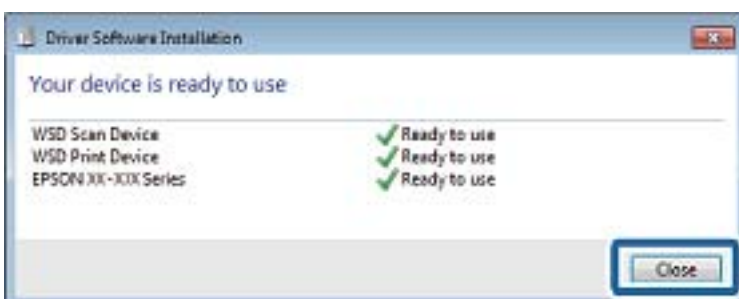 Driver Software Installation
Your device is ready to use
WSD Scan Device Ready to use
WSD Print Device Ready to use
EPSON XX-XXX Series Ready to use
Close